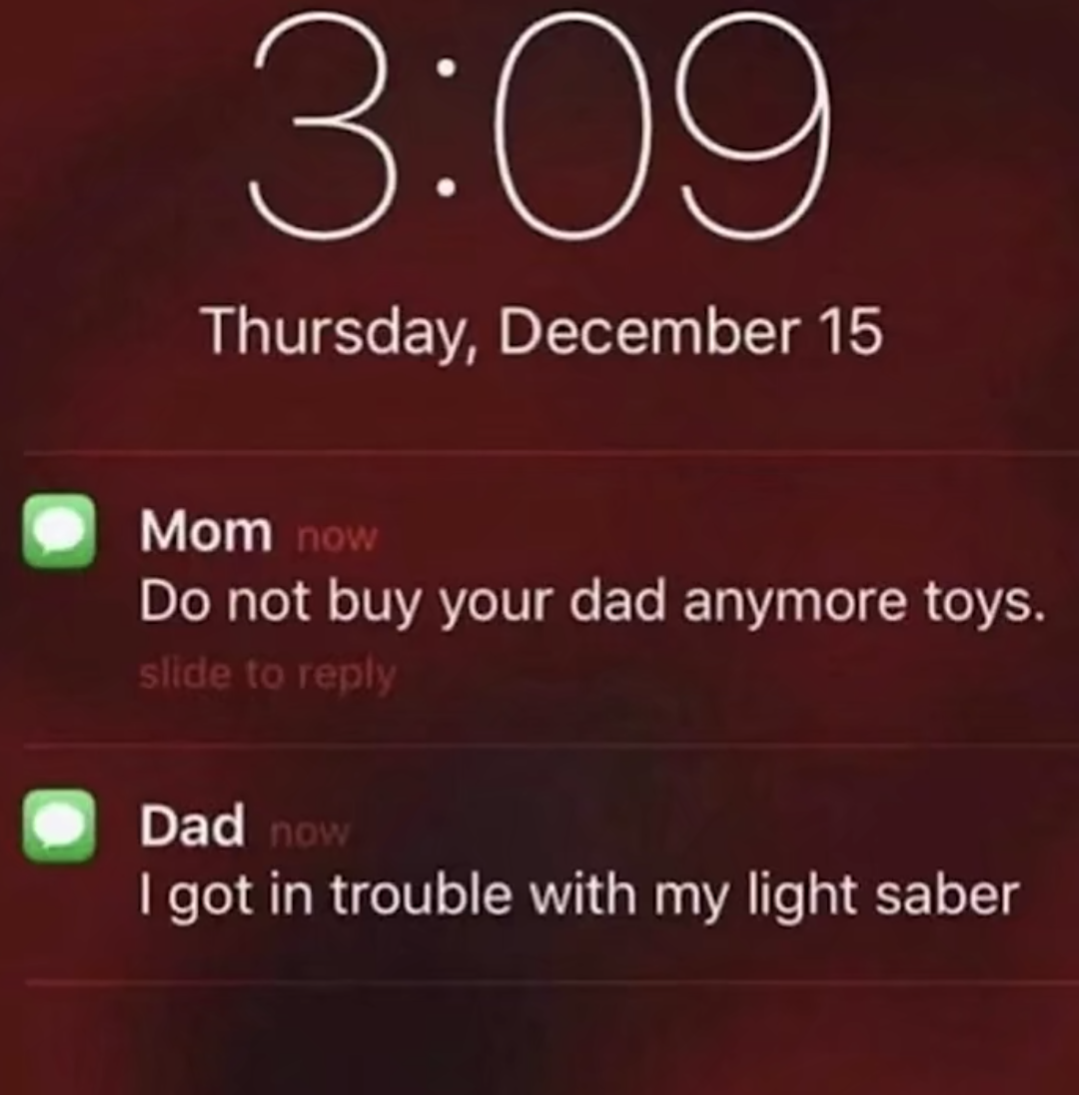 3:09
Thursday, December 15
Mom now
Do not buy your dad anymore toys.
slide to reply
Dad now
I got in trouble with my light saber